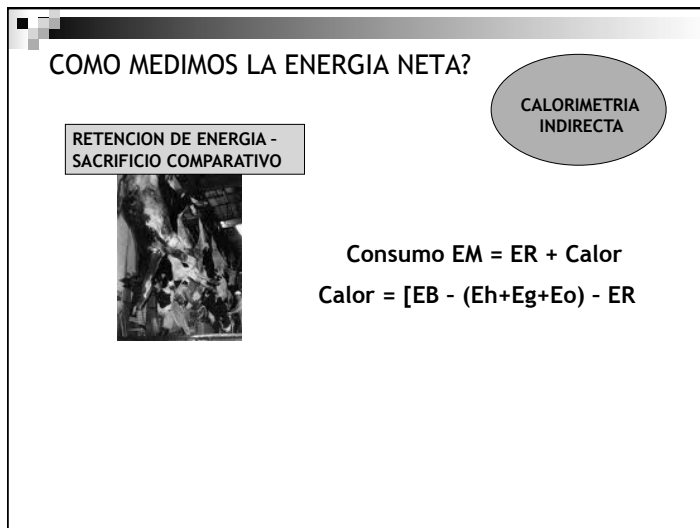 COMO MEDIMOS LA ENERGIA NETA?
CALORIMETRIA
INDIRECTA
RETENCION DE ENERGIA –
SACRIFICIO COMPARATIVO
Consumo EM = ER + Calor
Calor = [EB – (Eh+Eg+Eo) – ER